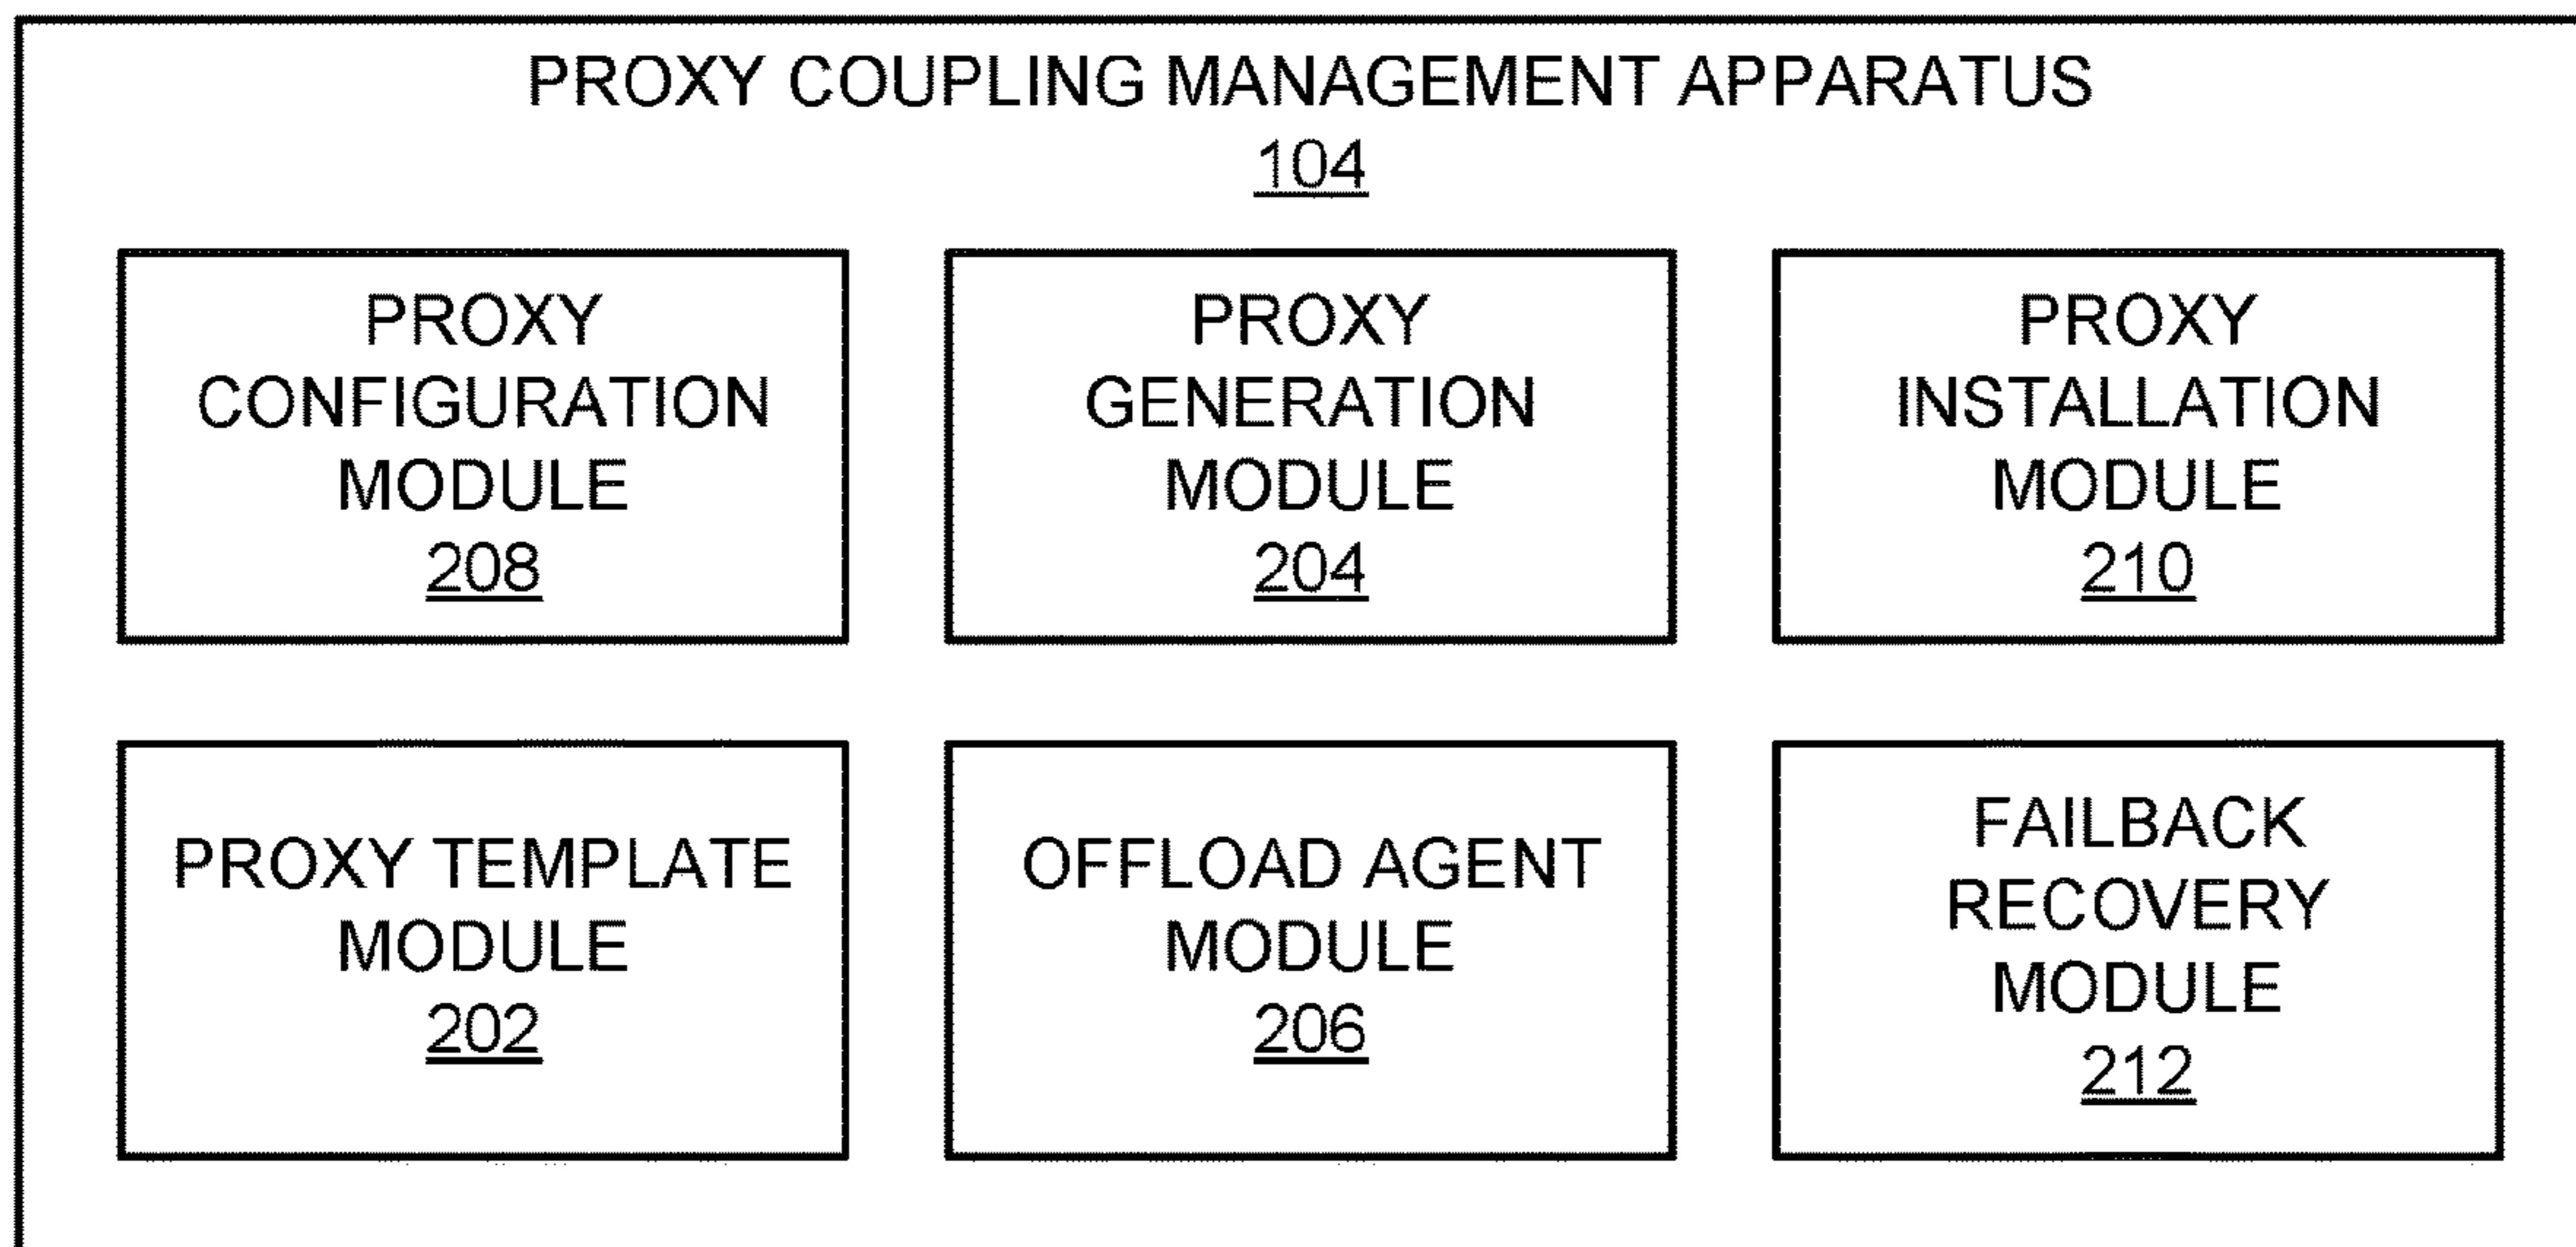 PROXY COUPLING MANAGEMENT APPARATUS
104
PROXY
CONFIGURATION
MODULE
208
PROXY
GENERATION
MODULE
204
PROXY
INSTALLATION
MODULE
210
PROXY TEMPLATE
MODULE
202
OFFLOAD AGENT
MODULE
206
FAILBACK
RECOVERY
MODULE
212